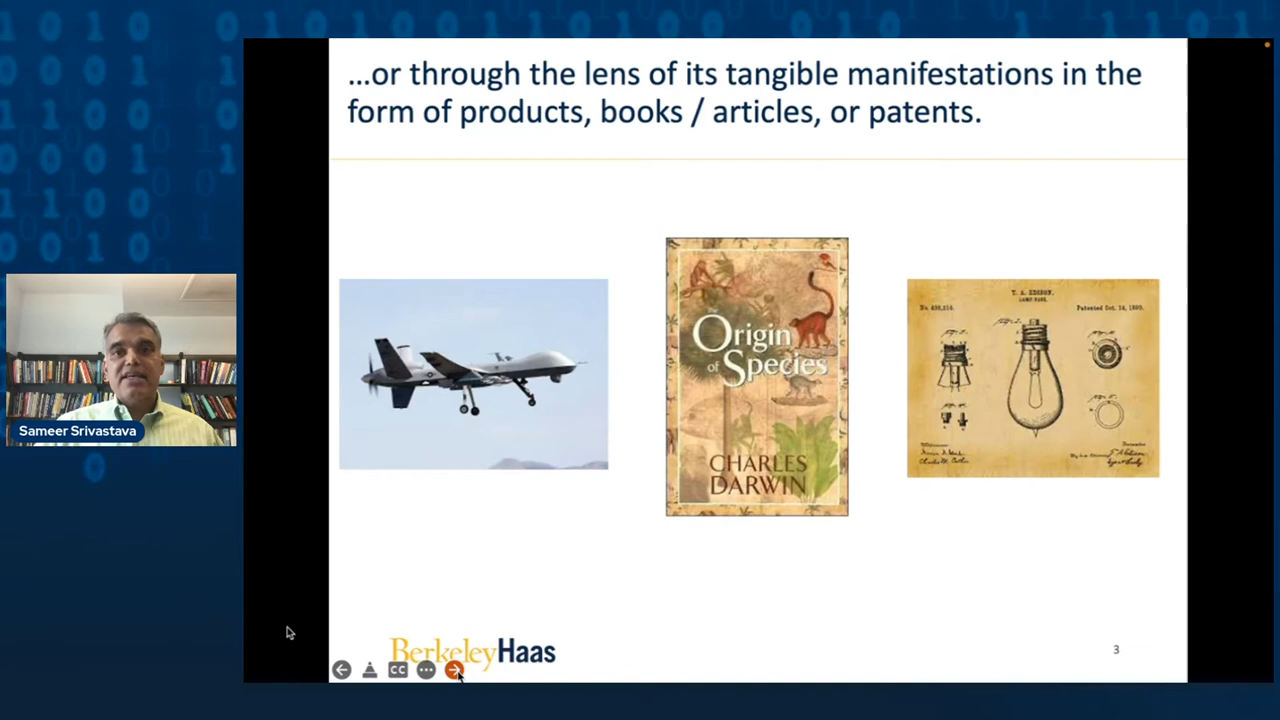 ...or through the lens of its tangible manifestations in the
form of products, books / articles, or patents.
Origin
of Species
CHARLES
DARWIN
T. A. EDISON.
Patented Oct. 14, 1890.
Sameer Srivastava
BerkeleyHaas
3
CC